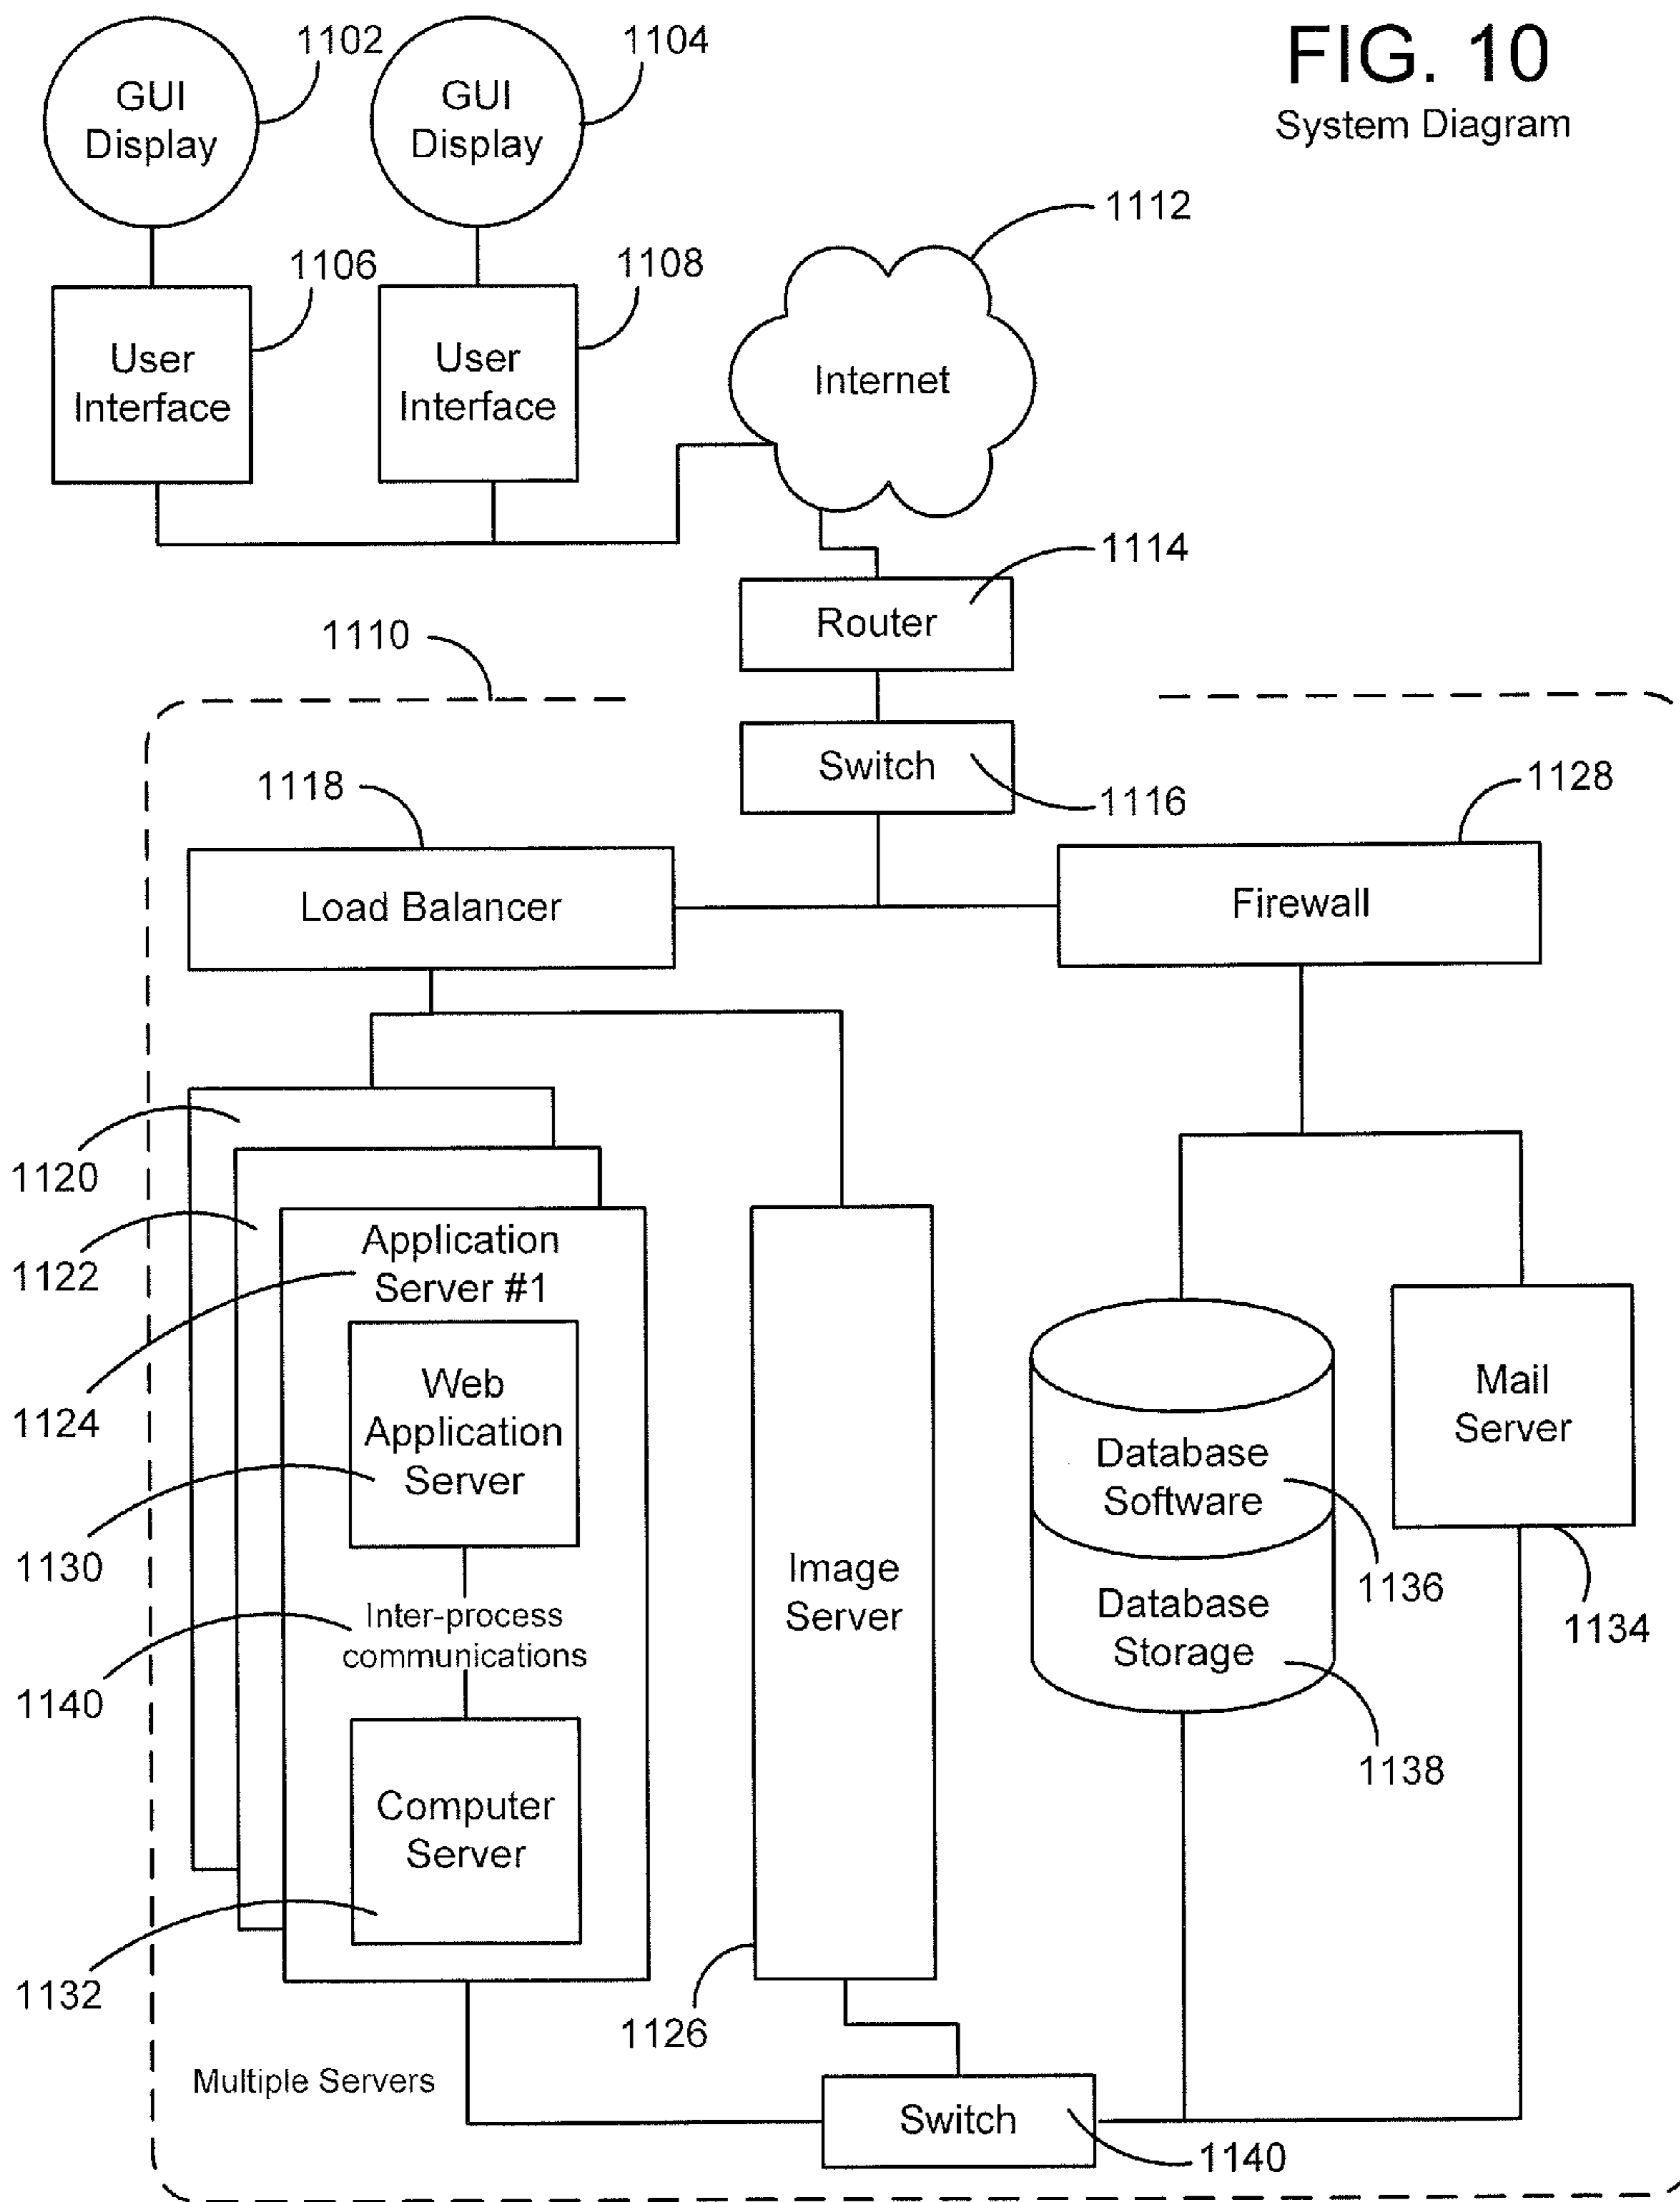 FIG. 10
System Diagram
1102
1104
GUI
Display
GUI
Display
1106
1108
1112
User
Interface
User
Interface
Internet
1114
Router
1110
Switch
1116
1118
1128
Load Balancer
Firewall
1120
1122
Application
Server #1
1124
Web
Application
Server
1130
Inter-process
communications
1140
Computer
Server
1132
Image
Server
1126
Database
Software
1136
Database
Storage
1138
Mail
Server
1134
Multiple Servers
Switch
1140